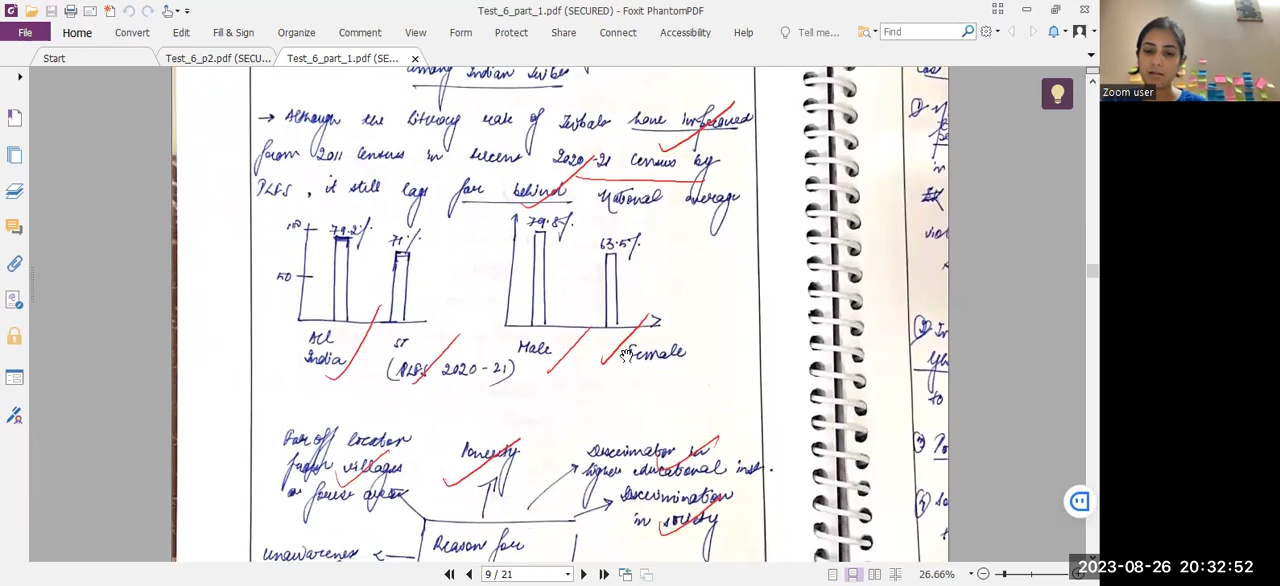 Test_6_part_1.pdf (SECURED) - Foxit PhantomPDF
File Home Convert Edit Fill & Sign Organize Comment View Form Protect Share Connect Accessibility Help Tell me... Find
Start Test_6_p2.pdf (SECU... Test_6_part_1.pdf (SE...
Zoom user
among Indian Tribes
→ Although the literacy rate of Tribals have improved
from 2011 Census in recent 2020-21 census by
PLFS, it still lags far behind National average
100 79.2% 71% 79.8% 63.5%
50
All India ST Male Female
(PLFS 2020-21)
Far off location
villages
or
Poverty
Discrimination in
higher educational inst.
Discrimination
in society
Reason for
Unawareness
9 / 21
26.66%
2023-08-26 20:32:52